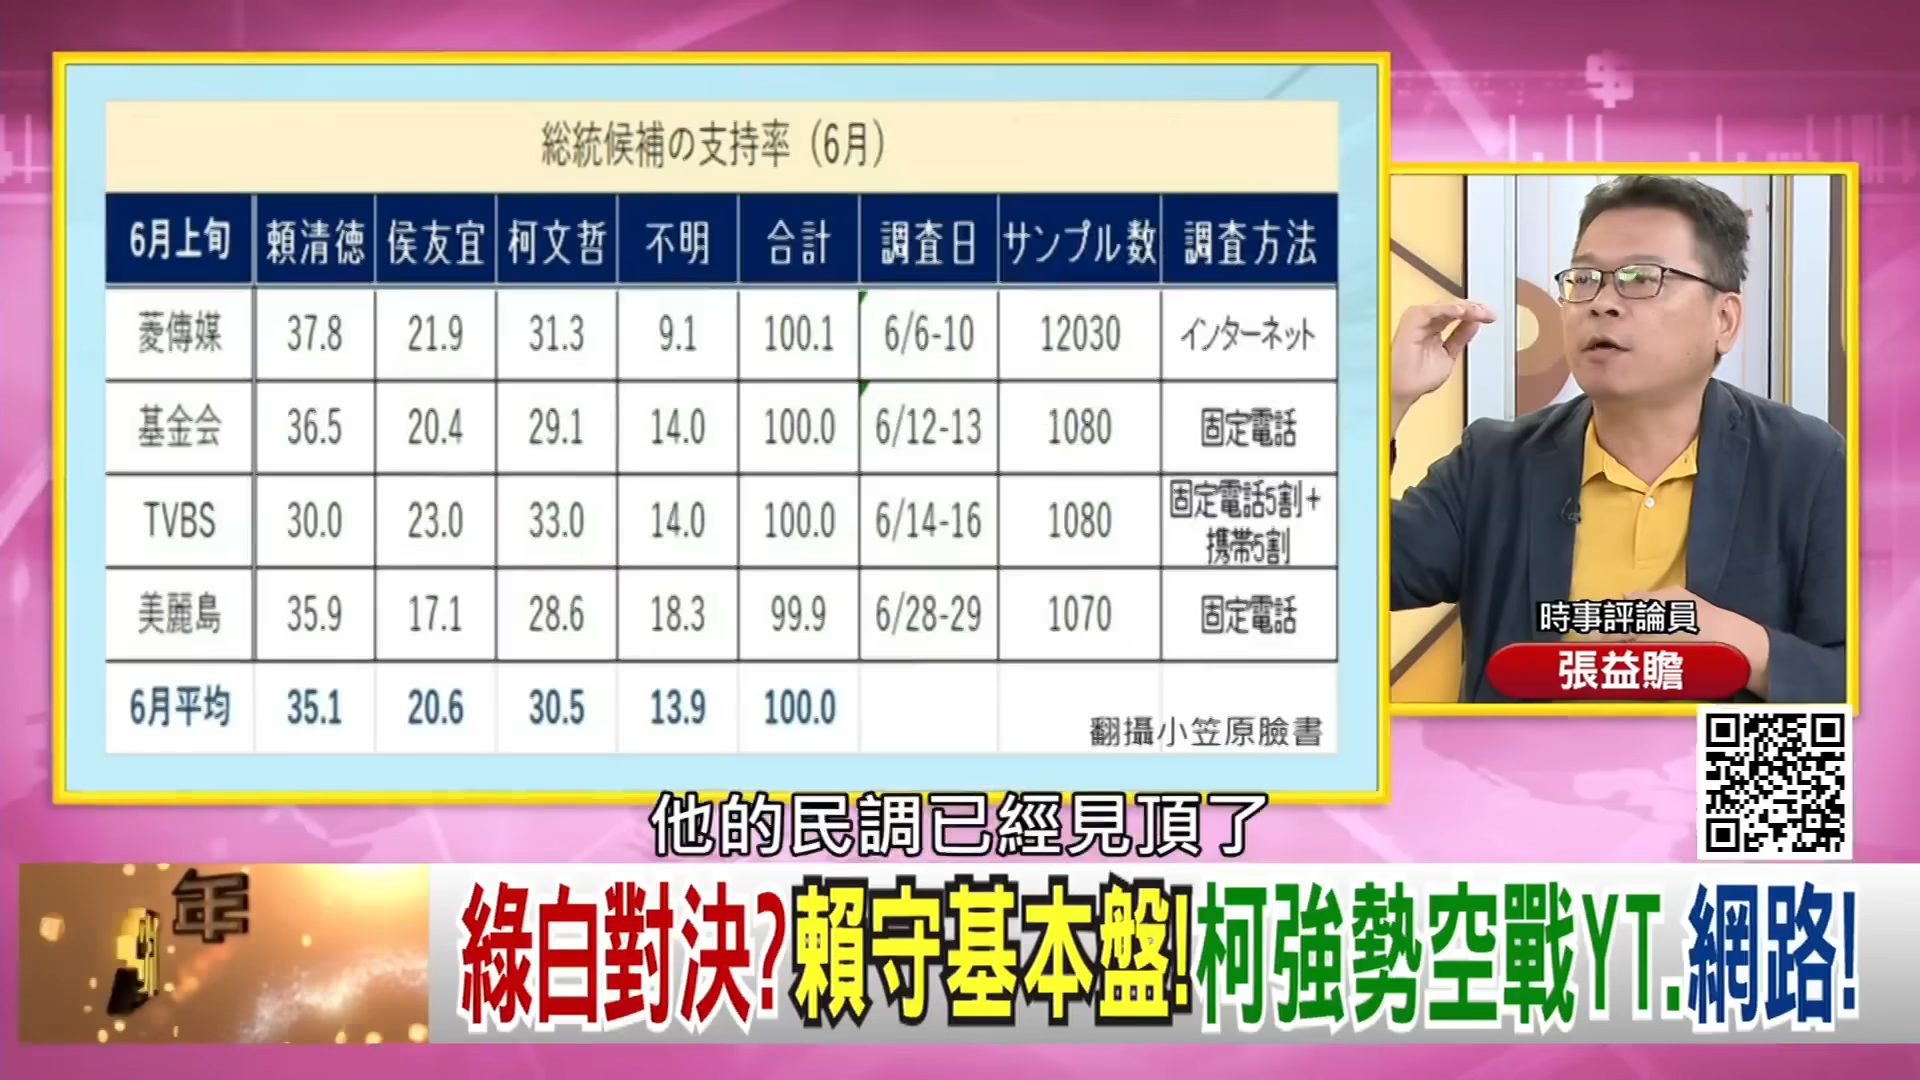 総統候補の支持率（6月）
6月上旬 頼清徳 侯友宜 柯文哲 不明 合計 調査日 サンプル数 調査方法
菱傳媒 37.8 21.9 31.3 9.1 100.1 6/6-10 12030 インターネット
基金会 36.5 20.4 29.1 14.0 100.0 6/12-13 1080 固定電話
TVBS 30.0 23.0 33.0 14.0 100.0 6/14-16 1080 固定電話5割+
携帯5割
美麗島 35.9 17.1 28.6 18.3 99.9 6/28-29 1070 固定電話
6月平均 35.1 20.6 30.5 13.9 100.0
翻攝小笠原臉書
時事評論員
張益贍
他的民調已經見頂了
年
綠白對決?賴守基本盤!柯強勢空戰YT.網路!